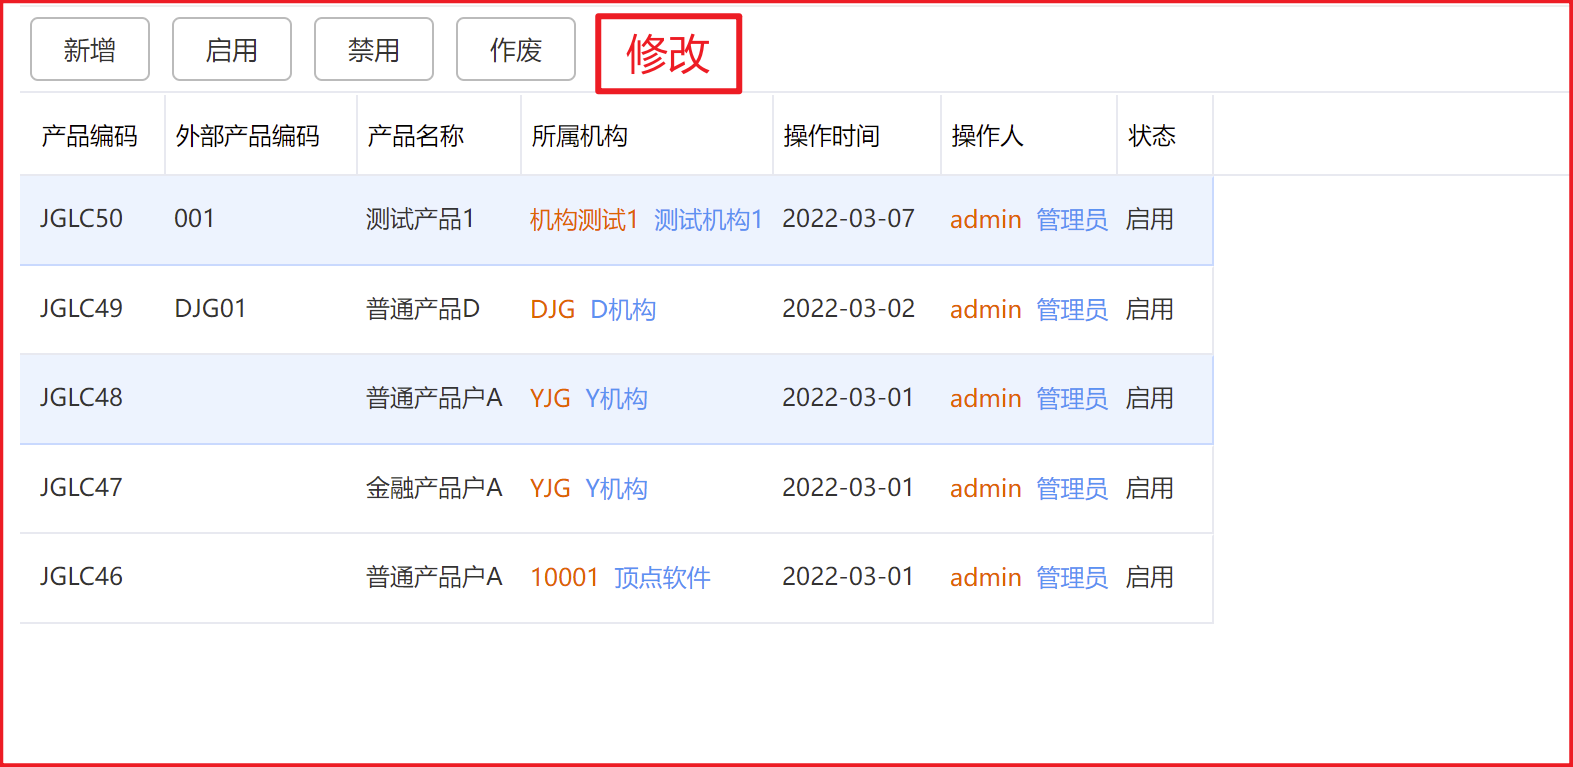 新增 启用 禁用 作废 修改
产品编码 外部产品编码 产品名称 所属机构 操作时间 操作人 状态
JGLC50 001 测试产品1 机构测试1 测试机构1 2022-03-07 admin 管理员 启用
JGLC49 DJG01 普通产品D DJG D机构 2022-03-02 admin 管理员 启用
JGLC48 普通产品户A YJG Y机构 2022-03-01 admin 管理员 启用
JGLC47 金融产品户A YJG Y机构 2022-03-01 admin 管理员 启用
JGLC46 普通产品户A 10001 顶点软件 2022-03-01 admin 管理员 启用